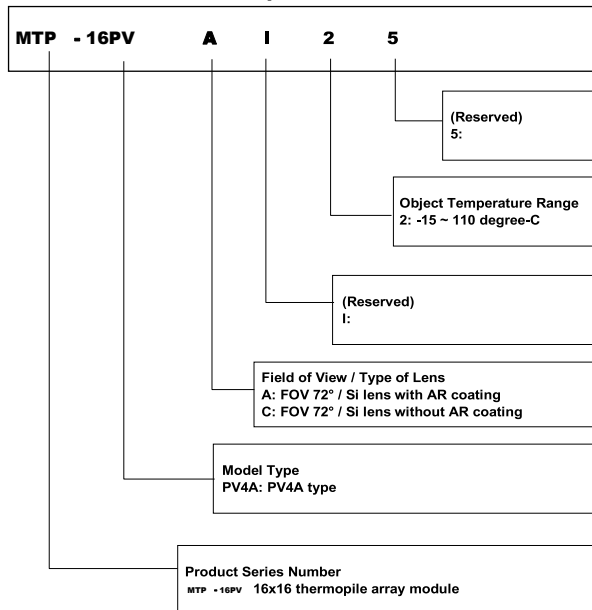 MTP - 16PV A I 2 5
(Reserved)
5:
Object Temperature Range
2: -15 ~ 110 degree-C
(Reserved)
I:
Field of View / Type of Lens
A: FOV 72° / Si lens with AR coating
C: FOV 72° / Si lens without AR coating
Model Type
PV4A: PV4A type
Product Series Number
MTP - 16PV 16x16 thermopile array module